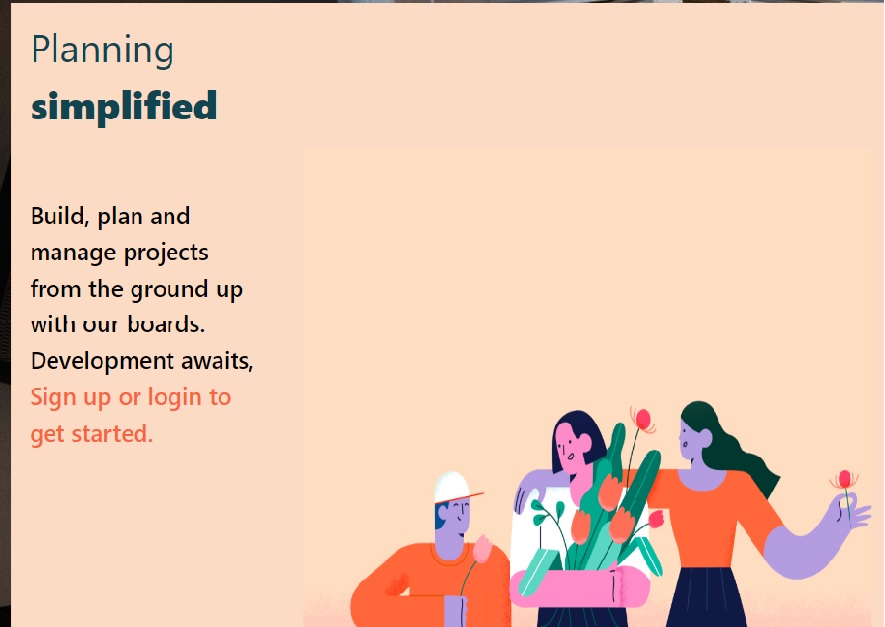 Planning
simplified
Build, plan and
manage projects
from the ground up
with our boards.
Development awaits,
Sign up or login to
get started.